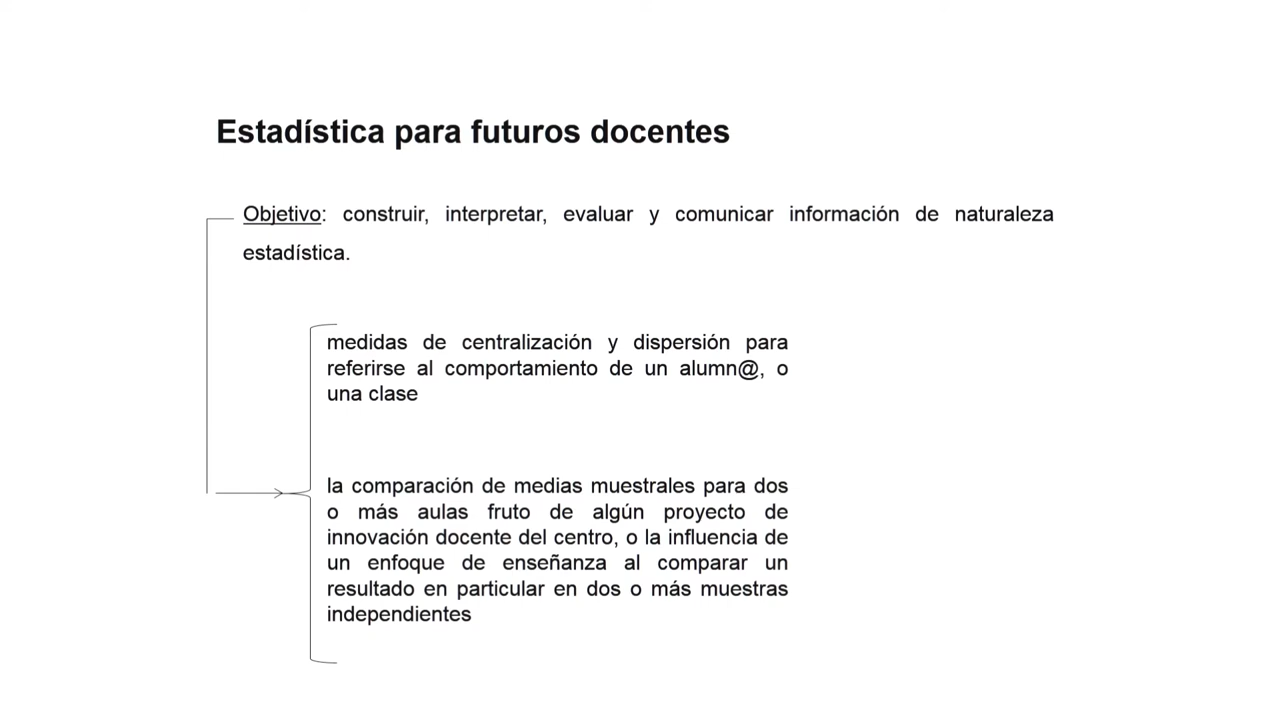 Estadística para futuros docentes
Objetivo: construir, interpretar, evaluar y comunicar información de naturaleza
estadística.
medidas de centralización y dispersión para
referirse al comportamiento de un alumn@, o
una clase
la comparación de medias muestrales para dos
o más aulas fruto de algún proyecto de
innovación docente del centro, o la influencia de
un enfoque de enseñanza al comparar un
resultado en particular en dos o más muestras
independientes